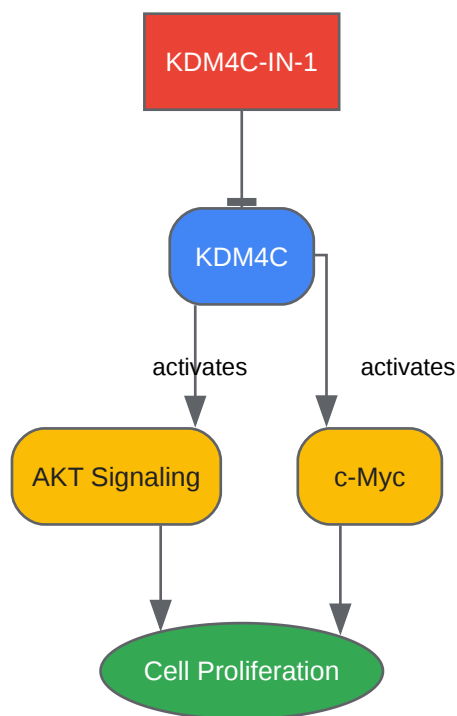 KDM4C-IN-1
KDM4C
activates
activates
AKT Signaling
c-Myc
Cell Proliferation